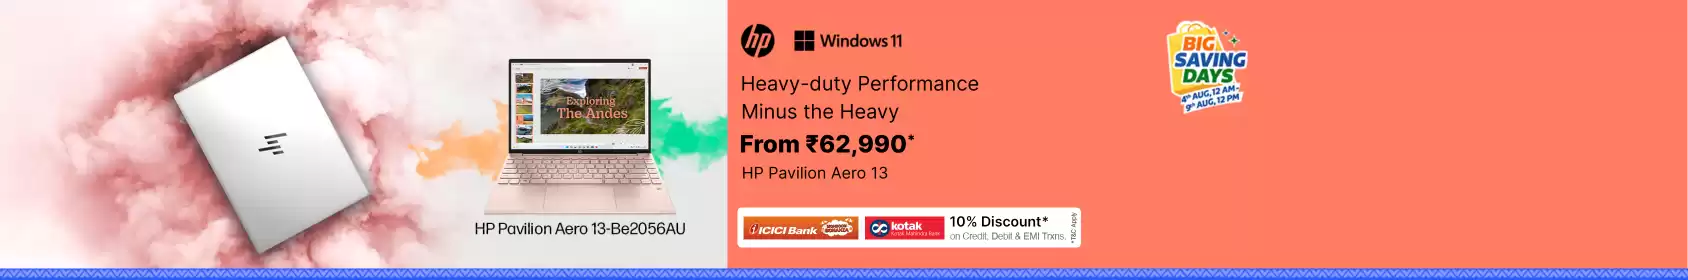 Exploring
The Andes
HP Pavilion Aero 13-Be2056AU
hp
Windows 11
Heavy-duty Performance
Minus the Heavy
From ₹62,990*
HP Pavilion Aero 13
ICICI Bank
kotak
Kotak Mahindra Bank
10% Discount*
on Credit, Debit & EMI Trxns.
*T&C Apply
BIG
SAVING
DAYS
4th AUG, 12 AM-
9th AUG, 12 PM